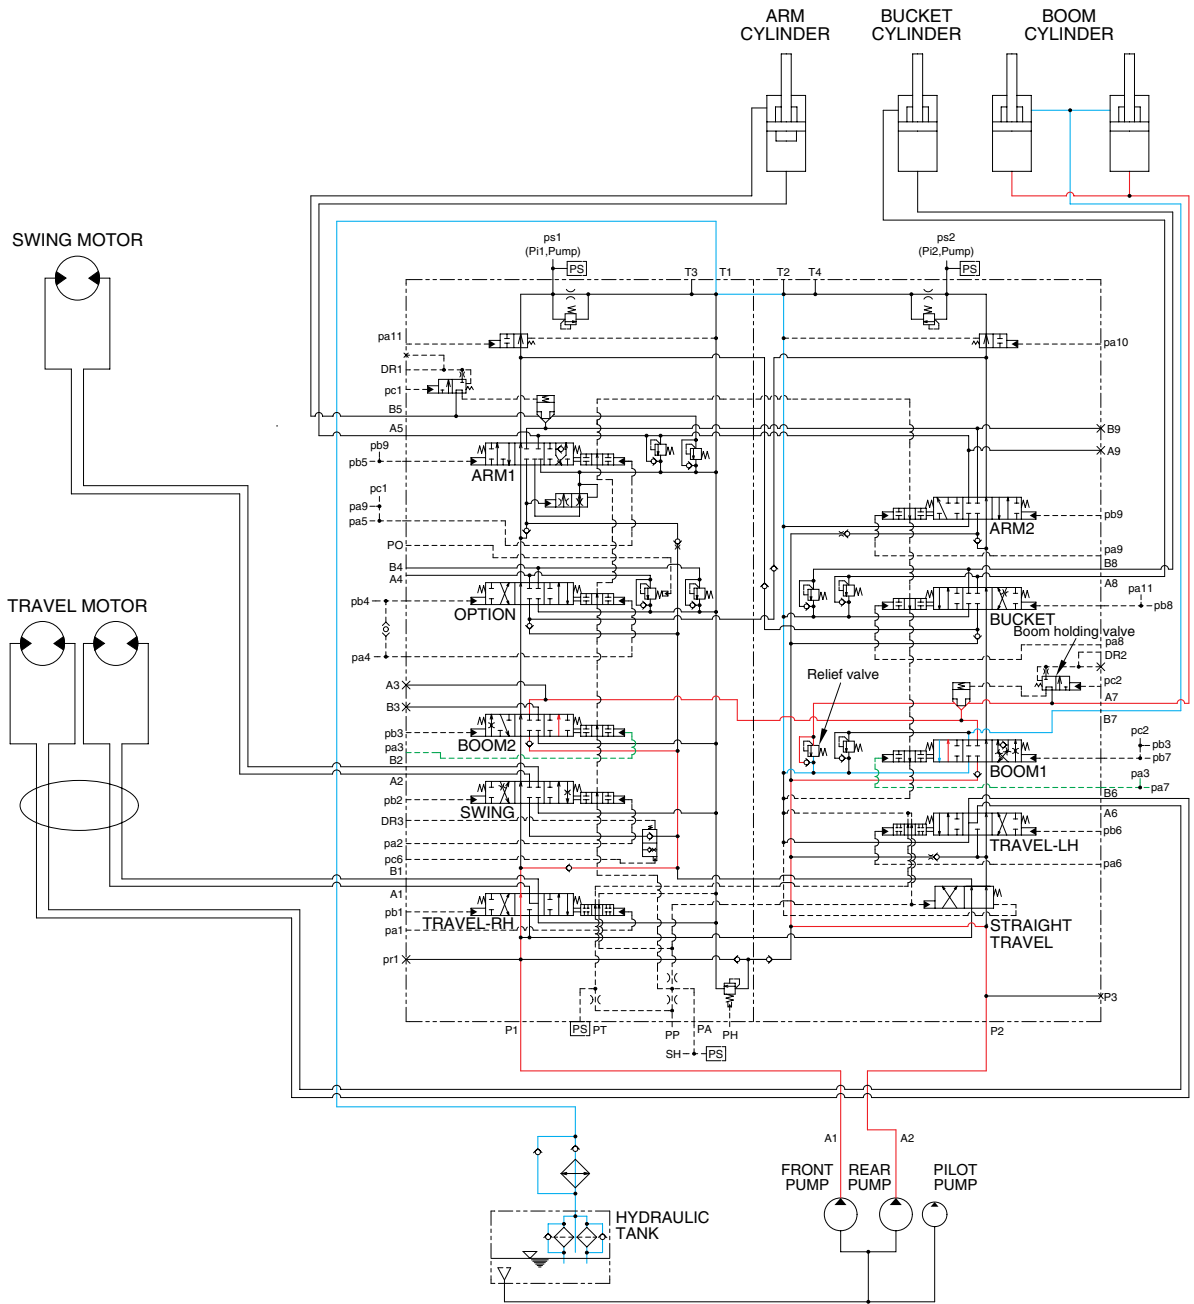 ARM
CYLINDER
BUCKET
CYLINDER
BOOM
CYLINDER
SWING MOTOR
ps1
(Pi1,Pump)
PS
ps2
(Pi2,Pump)
PS
T3
T1
T2
T4
pa11
pa10
DR1
pc1
B5
A5
B9
pb9
A9
pb5
ARM1
pc1
pa9
pa5
pb9
ARM2
PO
pa9
B4
B8
A4
A8
pa11
pb4
OPTION
BUCKET
pb8
TRAVEL MOTOR
Boom holding valve
pa8
pa4
DR2
Relief valve
A3
pc2
A7
B3
B7
pb3
BOOM2
pc2
pa3
pb3
B2
BOOM1
pb7
pa3
A2
pa7
pb2
B6
SWING
DR3
A6
pb6
pa2
TRAVEL-LH
pc6
pa6
B1
A1
pb1
TRAVEL-RH
pa1
STRAIGHT
TRAVEL
pr1
P3
P1
PS
PT
PP
PA
PH
P2
SH
PS
A1
A2
FRONT
PUMP
REAR
PUMP
PILOT
PUMP
HYDRAULIC
TANK